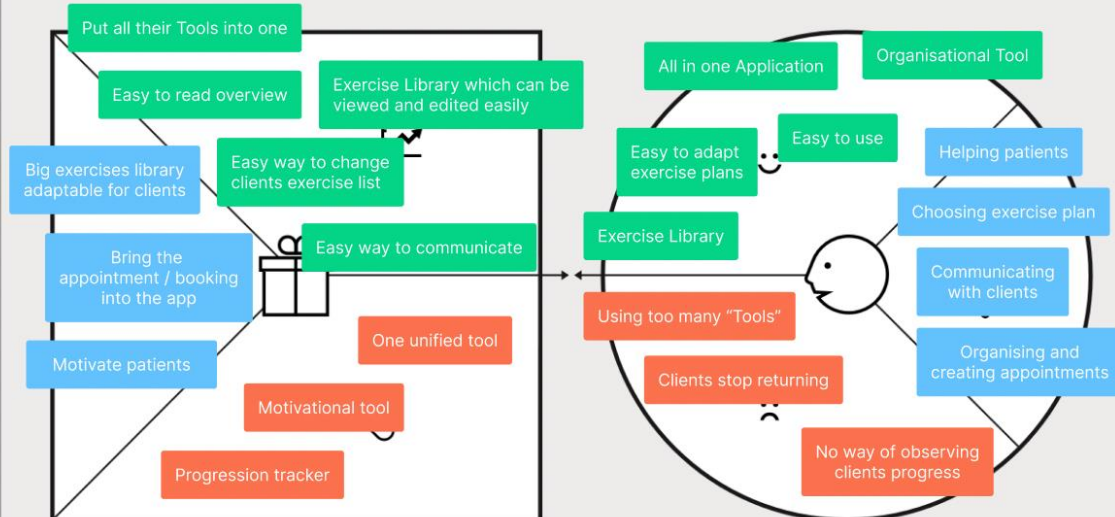 Put all their Tools into one
Easy to read overview
Exercise Library which can be
viewed and edited easily
Big exercises library
adaptable for clients
Easy way to change
clients exercise list
Bring the
appointment / booking
into the app
Easy way to communicate
Motivate patients
One unified tool
Motivational tool
Progression tracker
All in one Application
Organisational Tool
Easy to adapt
exercise plans
Easy to use
Helping patients
Exercise Library
Choosing exercise plan
Communicating
with clients
Using too many “Tools”
Clients stop returning
Organising and
creating appointments
No way of observing
clients progress